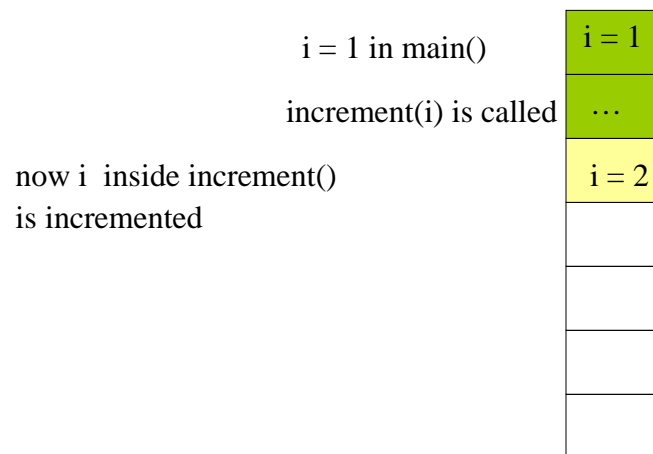 i = 1 in main()
i = 1
increment(i) is called
…
now i inside increment()
is incremented
i = 2